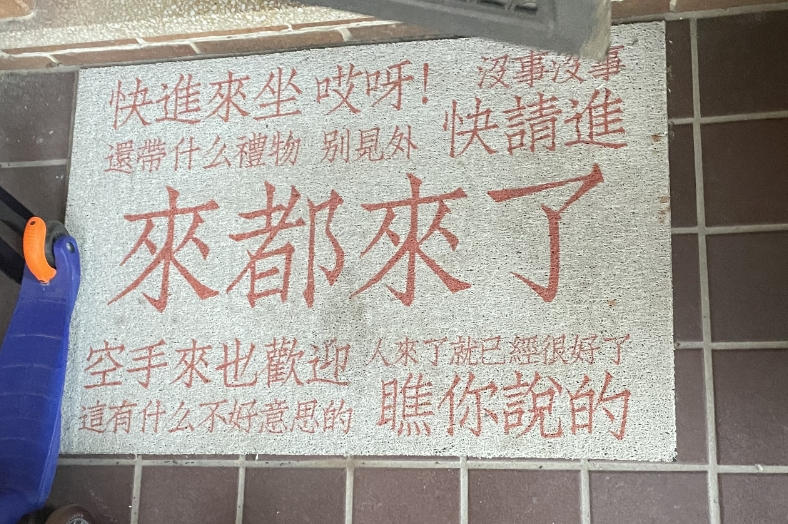 快進來坐 哎呀! 沒事沒事
還帶什么禮物 別見外 快請進
來都來了
空手來也歡迎 人來了就已經很好了
這有什么不好意思的 瞧你說的